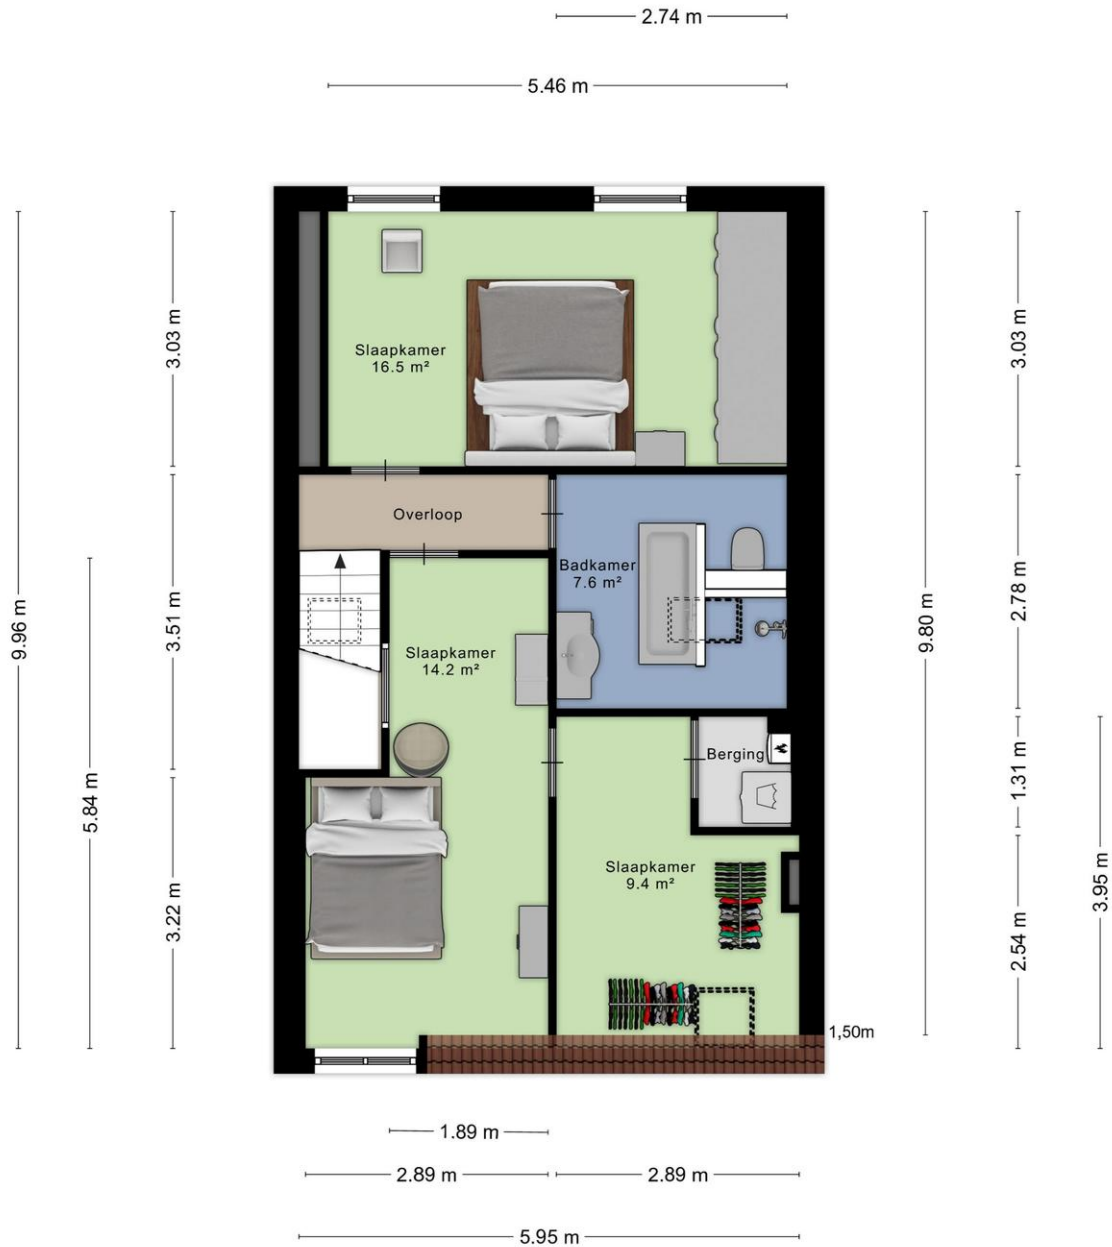 2.74 m
5.46 m
3.03 m
3.03 m
Slaapkamer
16.5 m²
Overloop
Badkamer
7.6 m²
9.96 m
3.51 m
9.80 m
2.78 m
Slaapkamer
14.2 m²
Berging
1.31 m
5.84 m
Slaapkamer
9.4 m²
3.95 m
3.22 m
2.54 m
1,50m
1.89 m
2.89 m
2.89 m
5.95 m